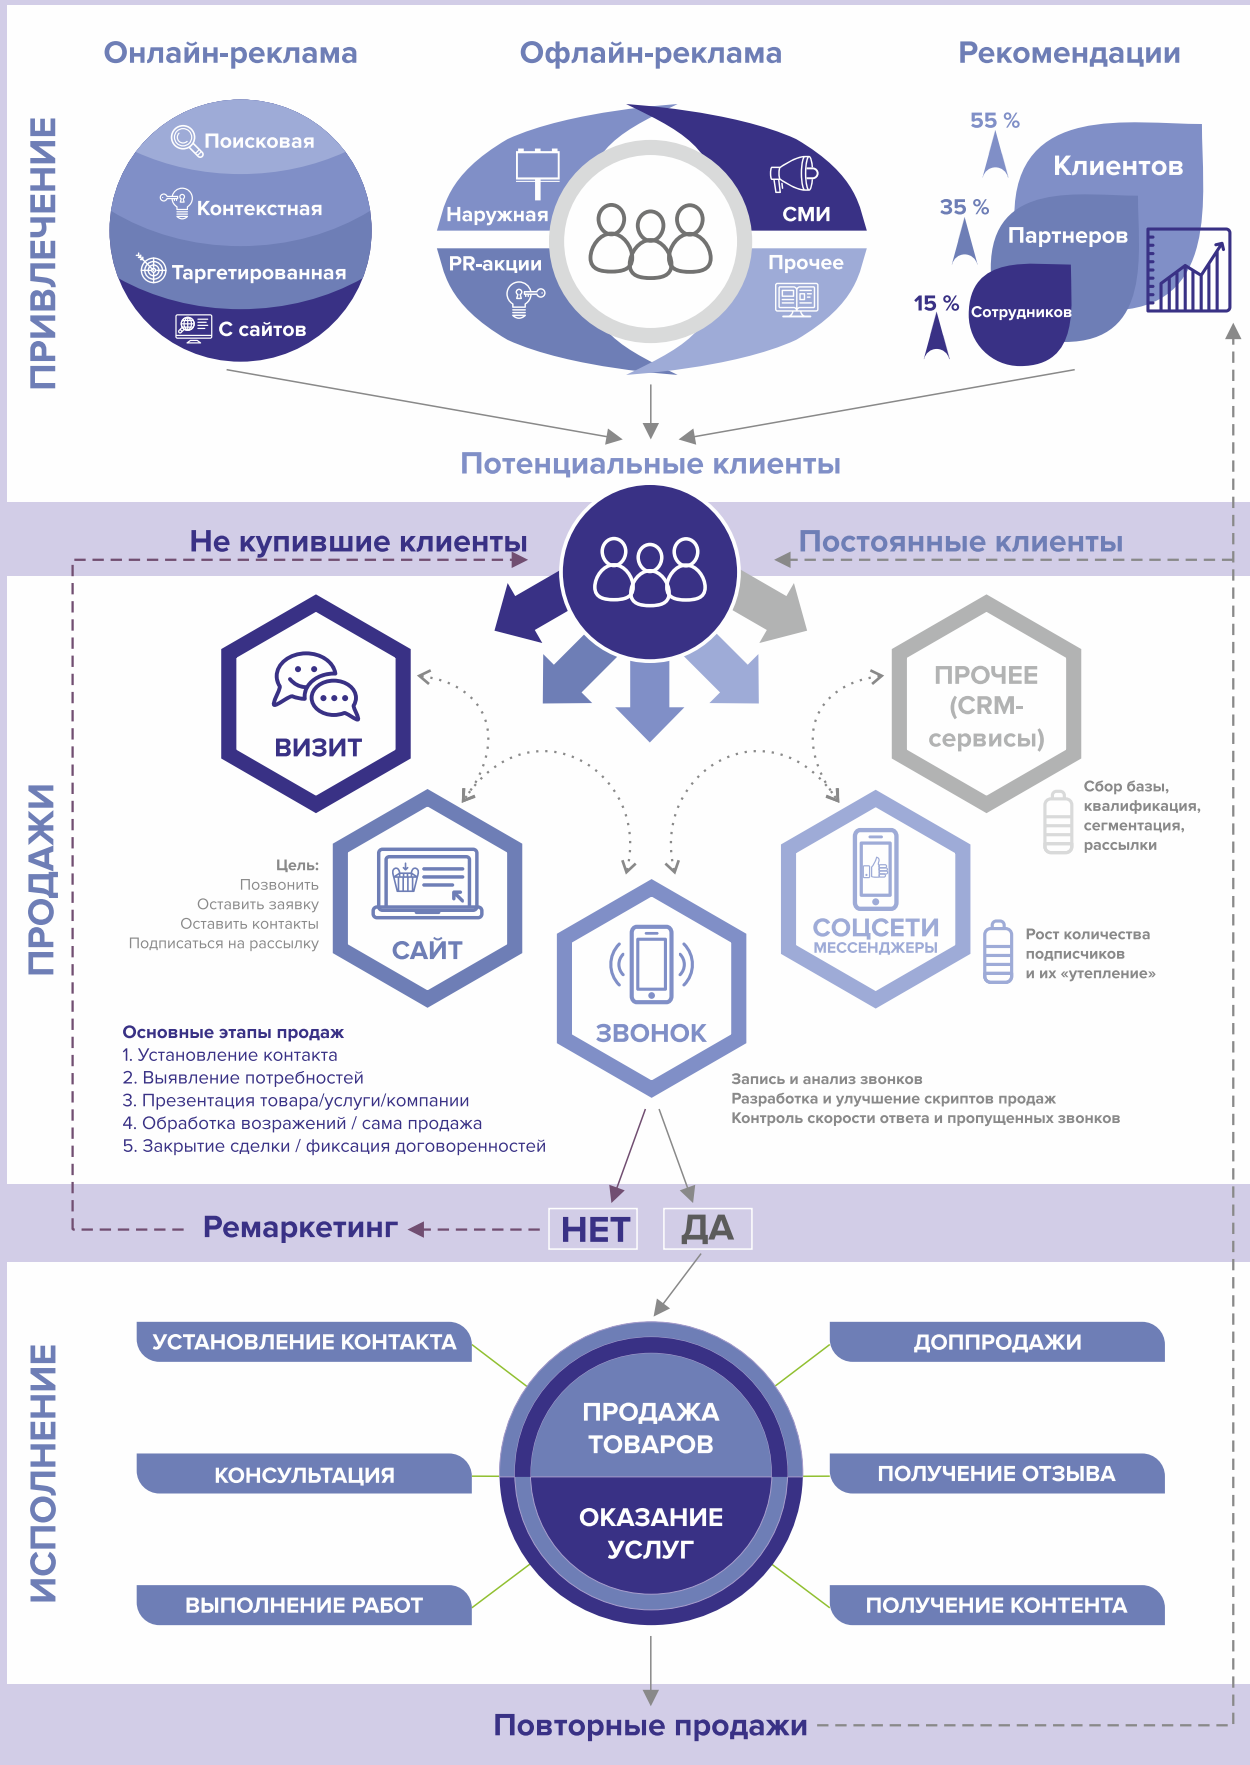 Онлайн-реклама
Офлайн-реклама
Рекомендации
ПРИВЛЕЧЕНИЕ
Поисковая
Контекстная
Таргетированная
С сайтов
Наружная
СМИ
PR-акции
Прочее
55 %
Клиентов
35 %
Партнеров
15 %
Сотрудников
Потенциальные клиенты
Не купившие клиенты
Постоянные клиенты
ПРОДАЖИ
ВИЗИТ
ПРОЧЕЕ
(CRM-
сервисы)
Сбор базы,
квалификация,
сегментация,
рассылки
Цель:
Позвонить
Оставить заявку
Оставить контакты
Подписаться на рассылку
САЙТ
СОЦСЕТИ
МЕССЕНДЖЕРЫ
Рост количества
подписчиков
и их «утепление»
ЗВОНОК
Основные этапы продаж
1. Установление контакта
2. Выявление потребностей
3. Презентация товара/услуги/компании
4. Обработка возражений / сама продажа
5. Закрытие сделки / фиксация договоренностей
Запись и анализ звонков
Разработка и улучшение скриптов продаж
Контроль скорости ответа и пропущенных звонков
Ремаркетинг
НЕТ
ДА
ИСПОЛНЕНИЕ
УСТАНОВЛЕНИЕ КОНТАКТА
ДОППРОДАЖИ
ПРОДАЖА
ТОВАРОВ
КОНСУЛЬТАЦИЯ
ПОЛУЧЕНИЕ ОТЗЫВА
ОКАЗАНИЕ
УСЛУГ
ВЫПОЛНЕНИЕ РАБОТ
ПОЛУЧЕНИЕ КОНТЕНТА
Повторные продажи